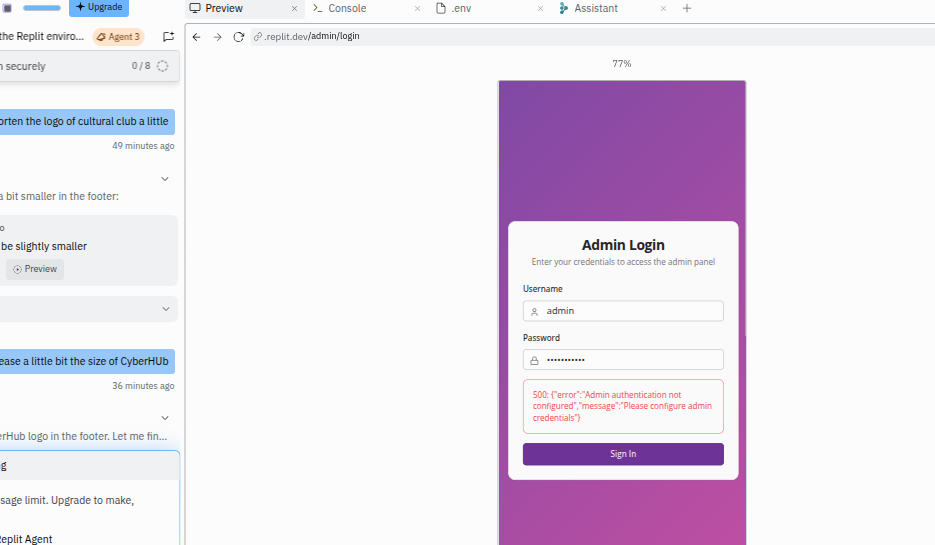 Upgrade
Preview
Console
.env
Assistant
the Replit enviro...
Agent 3
.replit.dev/admin/login
securely
0 / 8
77%
orten the logo of cultural club a little
49 minutes ago
a bit smaller in the footer:
be slightly smaller
Preview
ease a little bit the size of CyberHUb
36 minutes ago
erHub logo in the footer. Let me fin...
sage limit. Upgrade to make,
Replit Agent
Admin Login
Enter your credentials to access the admin panel
Username
admin
Password
•••••••••••
500: {"error":"Admin authentication not
configured","message":"Please configure admin
credentials"}
Sign In